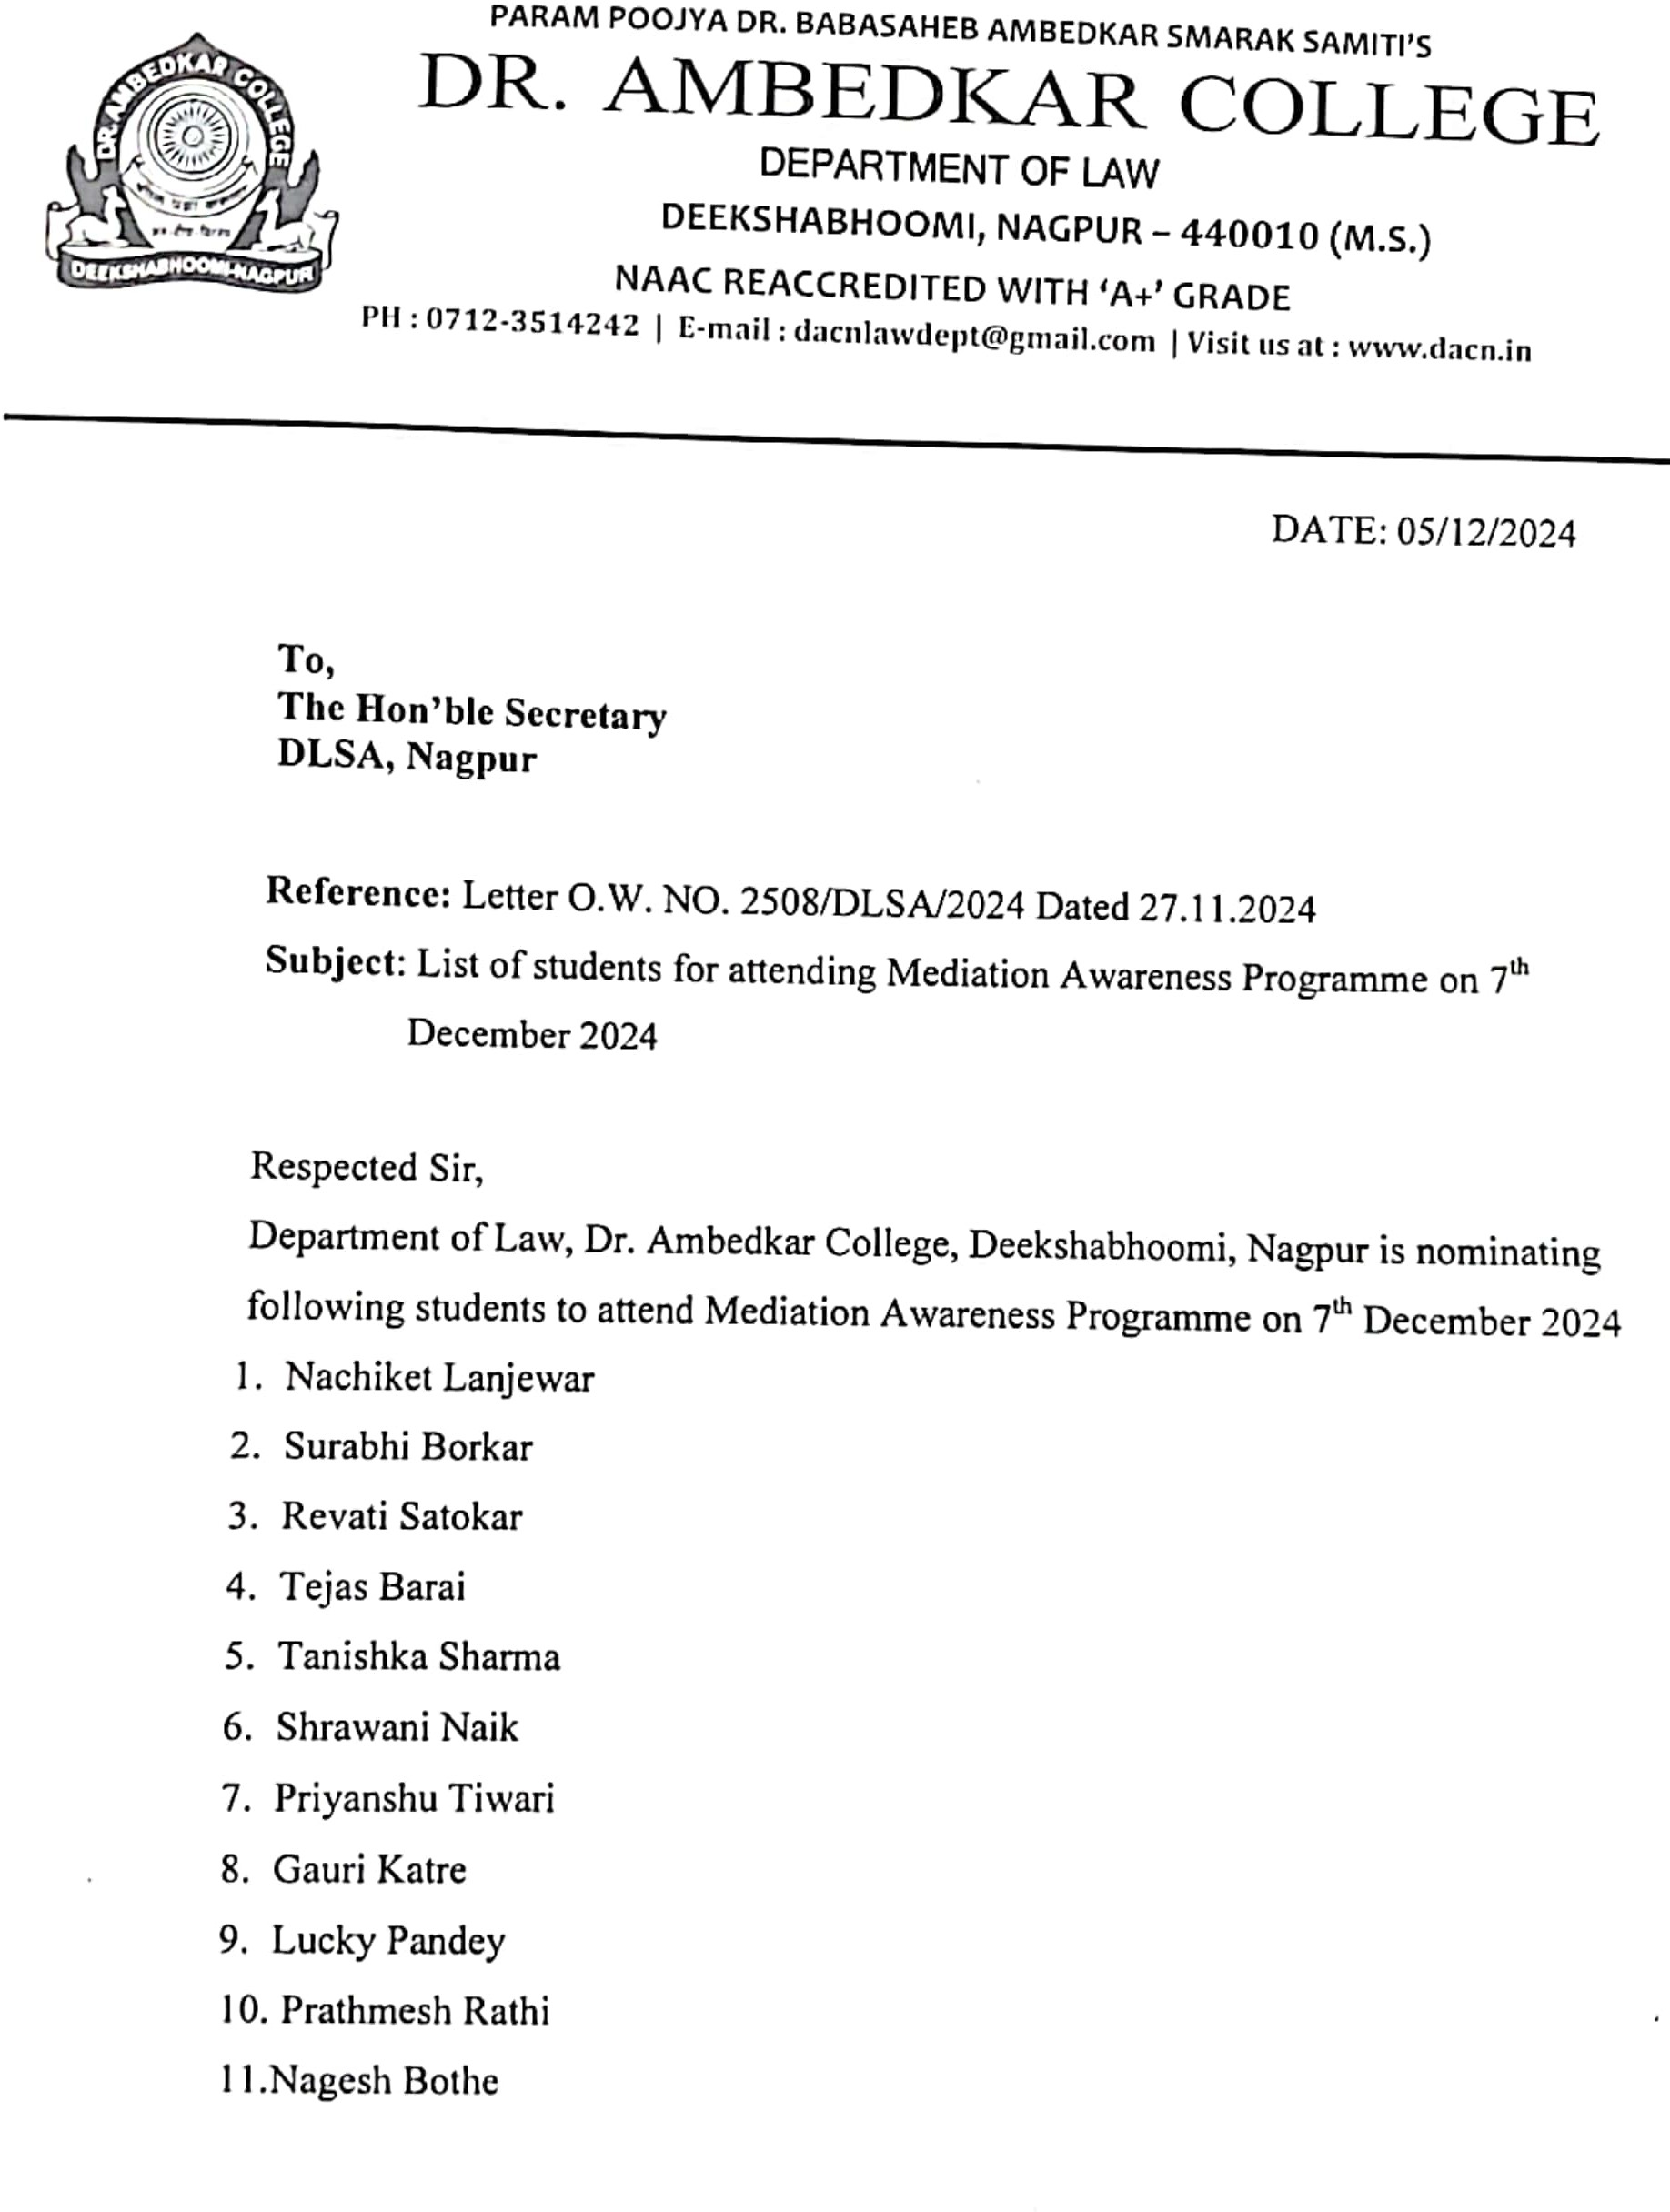 PARAM POOJYA DR. BABASAHEB AMBEDKAR SMARAK SAMITI'S
DR. AMBEDKAR COLLEGE
DEPARTMENT OF LAW
DEEKSHABHOOMI, NAGPUR – 440010 (M.S.)
NAAC REACCREDITED WITH ‘A+’ GRADE
PH : 0712-3514242 | E-mail : dacnlawdept@gmail.com | Visit us at : www.dacn.in
DR. AMBEDKAR COLLEGE
DEEKSHABHOOMI-NAGPUR
DATE: 05/12/2024
To,
The Hon’ble Secretary
DLSA, Nagpur
Reference: Letter O.W. NO. 2508/DLSA/2024 Dated 27.11.2024
Subject: List of students for attending Mediation Awareness Programme on 7th
December 2024
Respected Sir,
Department of Law, Dr. Ambedkar College, Deekshabhoomi, Nagpur is nominating
following students to attend Mediation Awareness Programme on 7th December 2024
1. Nachiket Lanjewar
2. Surabhi Borkar
3. Revati Satokar
4. Tejas Barai
5. Tanishka Sharma
6. Shrawani Naik
7. Priyanshu Tiwari
8. Gauri Katre
9. Lucky Pandey
10. Prathmesh Rathi
11.Nagesh Bothe